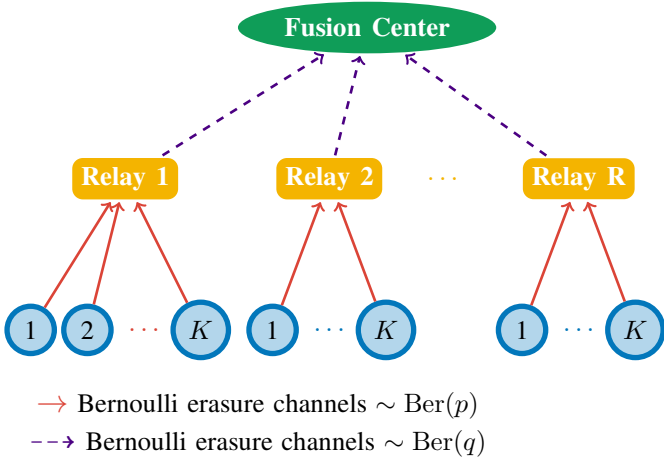 Fusion Center
Relay 1 Relay 2 ··· Relay R
1 2 ··· K 1 ··· K 1 ··· K
→ Bernoulli erasure channels ∼ Ber(p)
--→ Bernoulli erasure channels ∼ Ber(q)